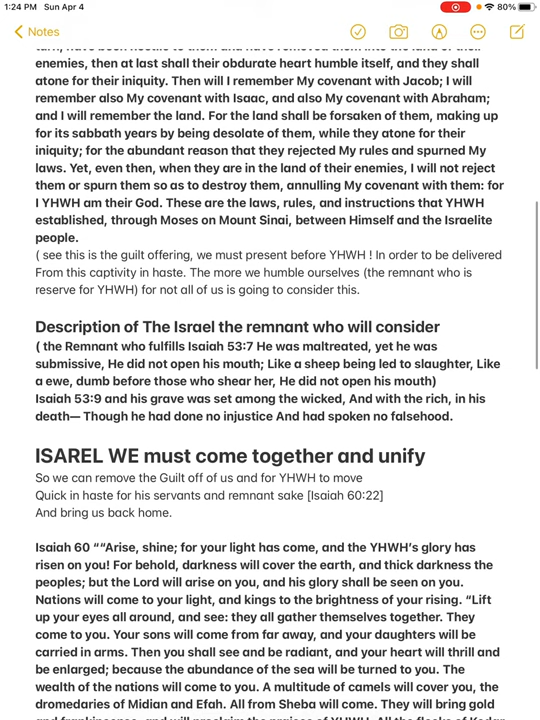 1:24 PM Sun Apr 4
80%
Notes
enemies, then at last shall their obdurate heart humble itself, and they shall
atone for their iniquity. Then will I remember My covenant with Jacob; I will
remember also My covenant with Isaac, and also My covenant with Abraham;
and I will remember the land. For the land shall be forsaken of them, making up
for its sabbath years by being desolate of them, while they atone for their
iniquity; for the abundant reason that they rejected My rules and spurned My
laws. Yet, even then, when they are in the land of their enemies, I will not reject
them or spurn them so as to destroy them, annulling My covenant with them: for
I YHWH am their God. These are the laws, rules, and instructions that YHWH
established, through Moses on Mount Sinai, between Himself and the Israelite
people.
( see this is the guilt offering, we must present before YHWH ! In order to be delivered
From this captivity in haste. The more we humble ourselves (the remnant who is
reserve for YHWH) for not all of us is going to consider this.
Description of The Israel the remnant who will consider
( the Remnant who fulfills Isaiah 53:7 He was maltreated, yet he was
submissive, He did not open his mouth; Like a sheep being led to slaughter, Like
a ewe, dumb before those who shear her, He did not open his mouth)
Isaiah 53:9 and his grave was set among the wicked, And with the rich, in his
death— Though he had done no injustice And had spoken no falsehood.
ISAREL WE must come together and unify
So we can remove the Guilt off of us and for YHWH to move
Quick in haste for his servants and remnant sake [Isaiah 60:22]
And bring us back home.
Isaiah 60 ““Arise, shine; for your light has come, and the YHWH’s glory has
risen on you! For behold, darkness will cover the earth, and thick darkness the
peoples; but the Lord will arise on you, and his glory shall be seen on you.
Nations will come to your light, and kings to the brightness of your rising. “Lift
up your eyes all around, and see: they all gather themselves together. They
come to you. Your sons will come from far away, and your daughters will be
carried in arms. Then you shall see and be radiant, and your heart will thrill and
be enlarged; because the abundance of the sea will be turned to you. The
wealth of the nations will come to you. A multitude of camels will cover you, the
dromedaries of Midian and Efah. All from Sheba will come. They will bring gold